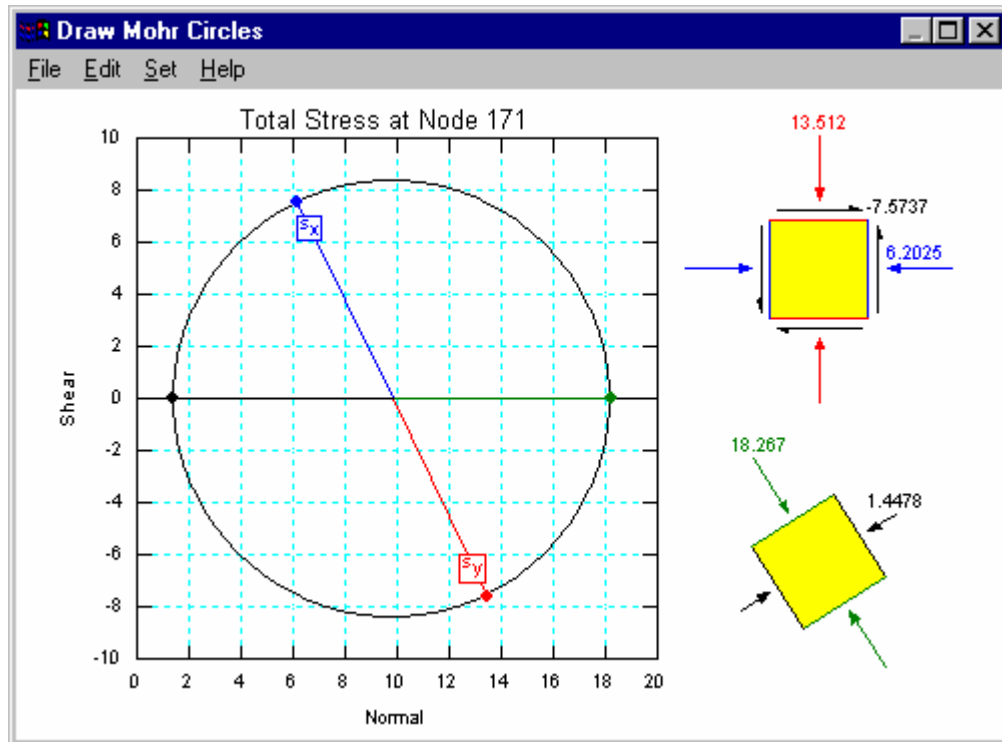 Draw Mohr Circles
File Edit Set Help
Total Stress at Node 171
10
8
6
4
2
0
-2
-4
-6
-8
-10
Shear
0 2 4 6 8 10 12 14 16 18 20
Normal
sx
sy
13.512
-7.5737
6.2025
18.267
1.4478